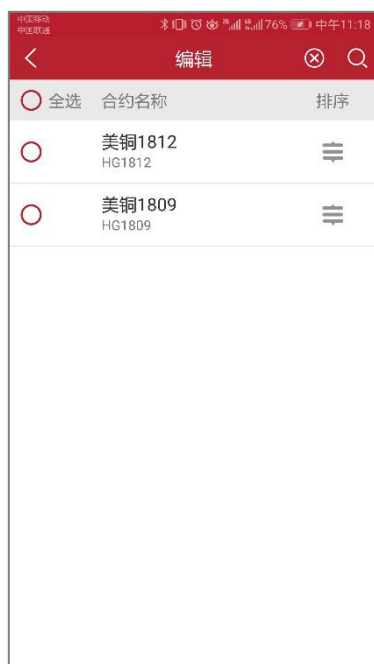 中国移动
中国联通
76% 中午11:18
编辑
全选 合约名称 排序
美铜1812
HG1812
美铜1809
HG1809